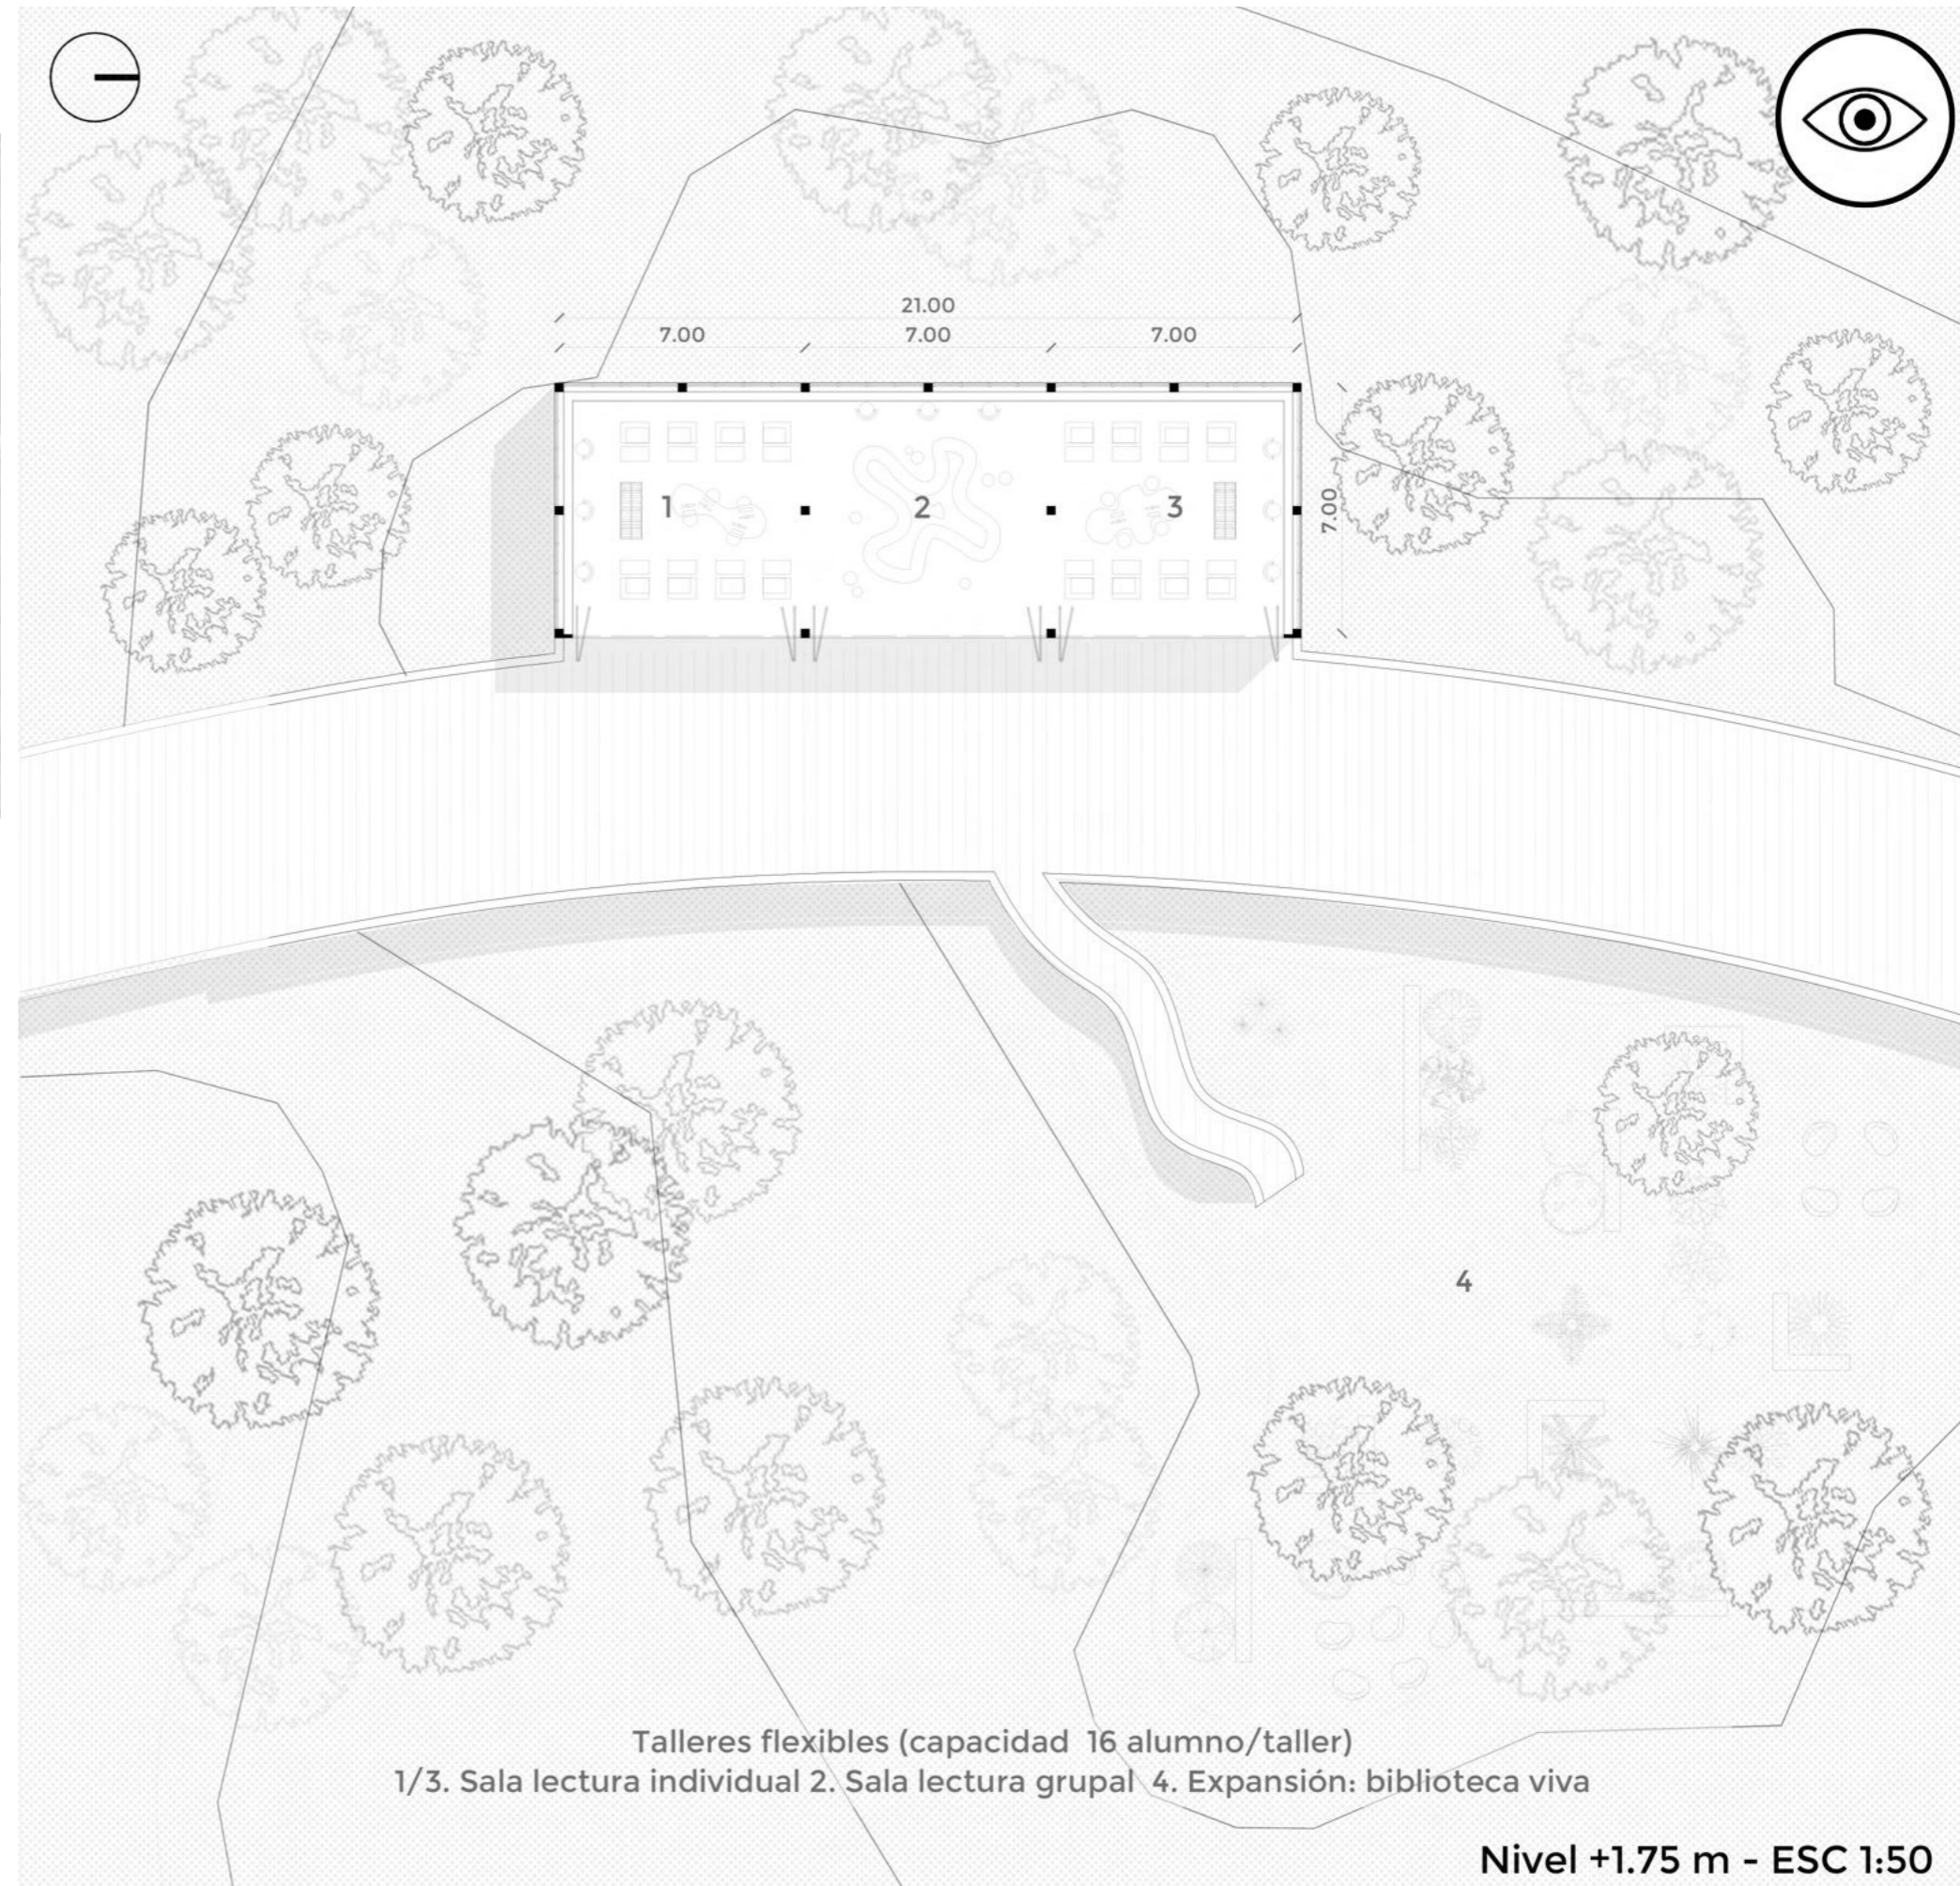 21.00
7.00 7.00 7.00
7.00
1 2 3
4
Talleres flexibles (capacidad 16 alumno/taller)
1/3. Sala lectura individual 2. Sala lectura grupal 4. Expansión: biblioteca viva
Nivel +1.75 m - ESC 1:50